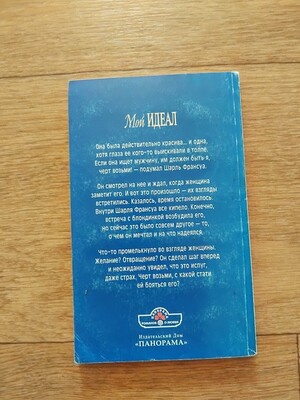 Мой ИДЕАЛ
Она была действительно красива... и одна,
хотя глаза ее кого-то выискивали в толпе.
Если она ищет мужчину, им должен быть я,
черт возьми! — подумал Шарль Франсуа.
Он смотрел на нее и ждал, когда женщина
заметит его. И вот это произошло — их взгляды
встретились. Казалось, время остановилось.
Внутри Шарля Франсуа все кипело. Конечно,
встреча с блондинкой возбудила его,
но сейчас это было совсем другое — то,
о чем он мечтал и на что надеялся.
Что-то промелькнуло во взгляде женщины.
Желание? Отвращение? Он сделал шаг вперед
и неожиданно увидел, что это испуг,
даже страх. Черт возьми, с какой стати
ей бояться его?
Издательский Дом
«ПАНОРАМА»